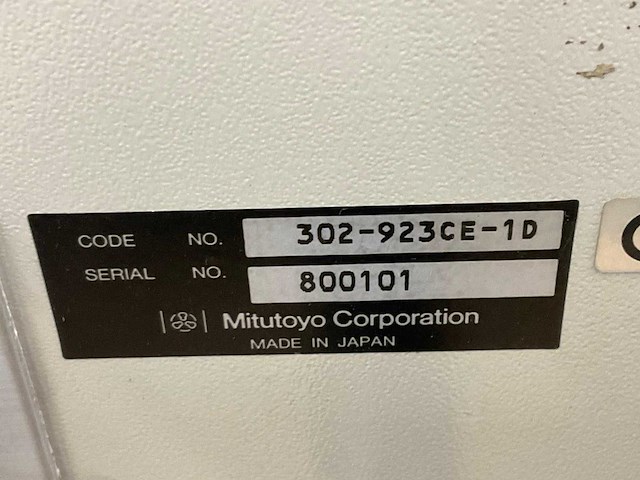 CODE NO. 302-923CE-1D
SERIAL NO. 800101
Mitutoyo Corporation
MADE IN JAPAN